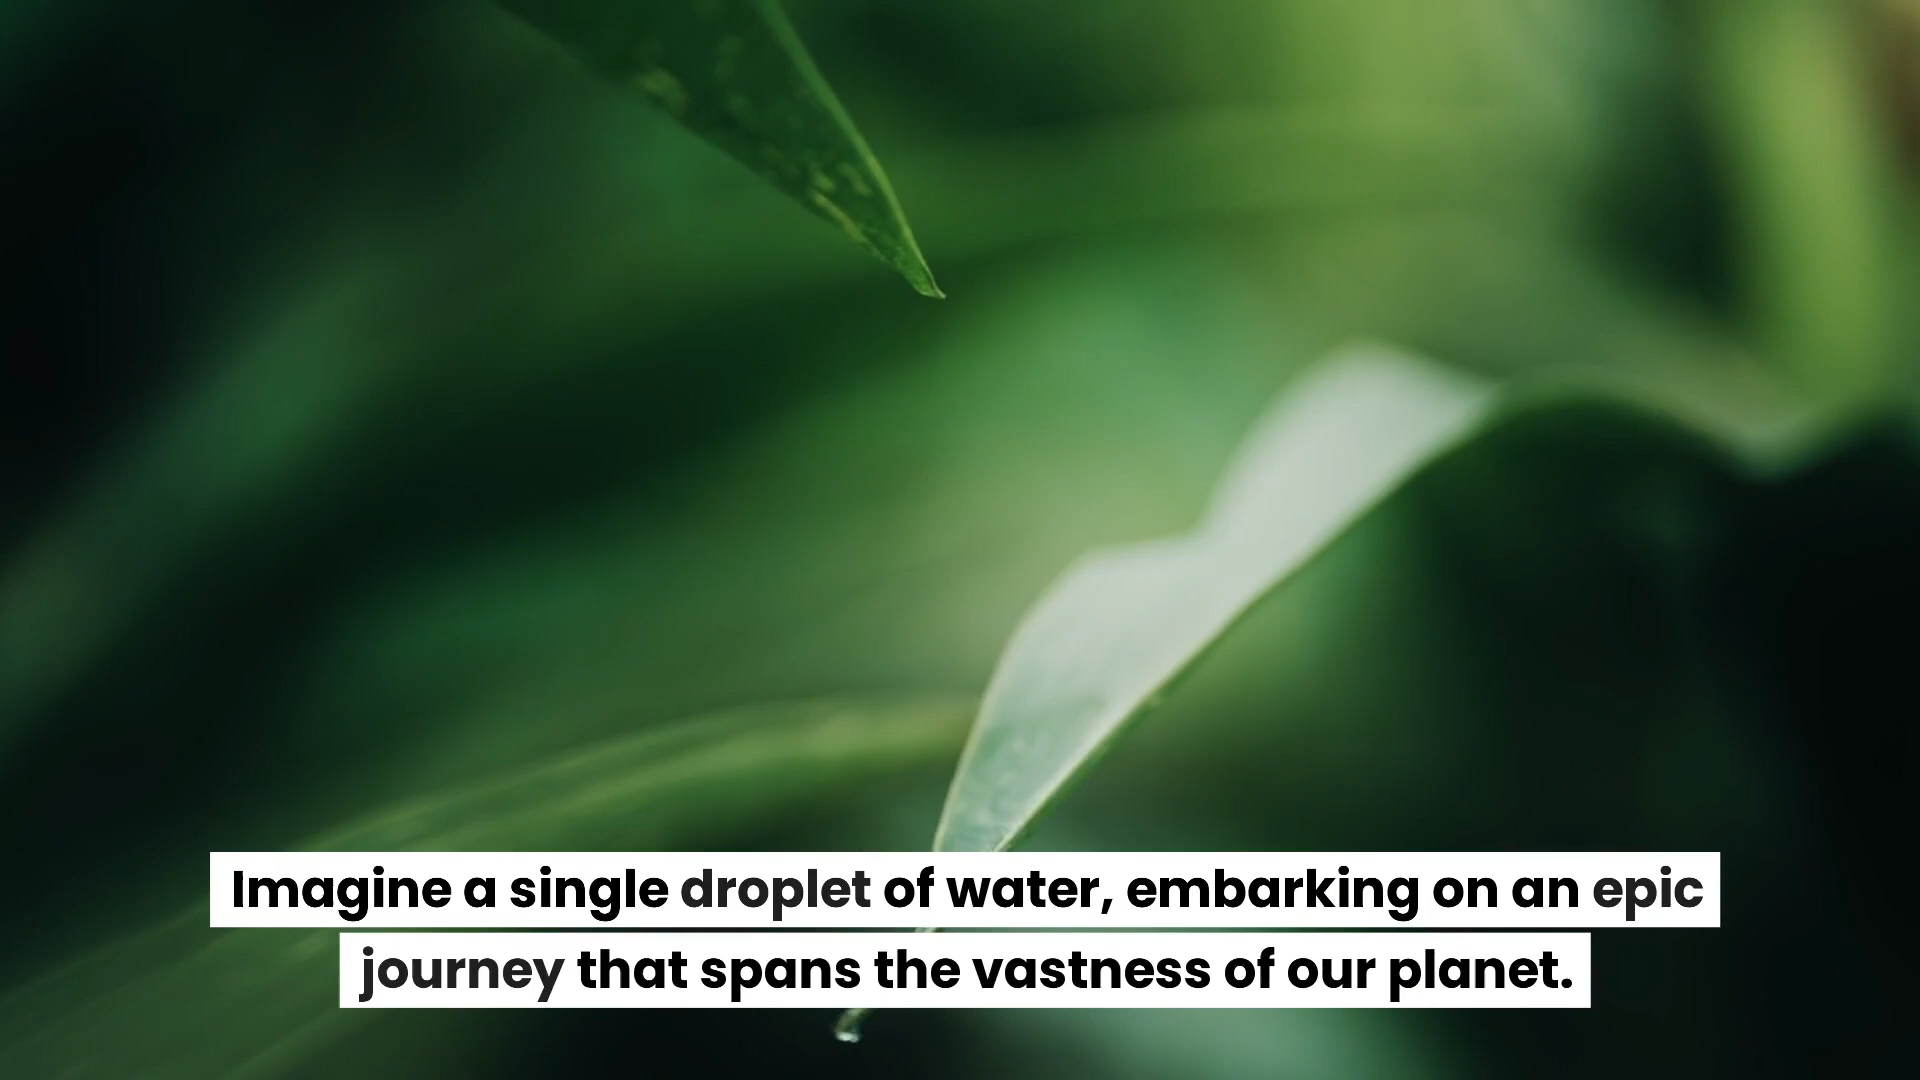 Imagine a single droplet of water, embarking on an epic
journey that spans the vastness of our planet.